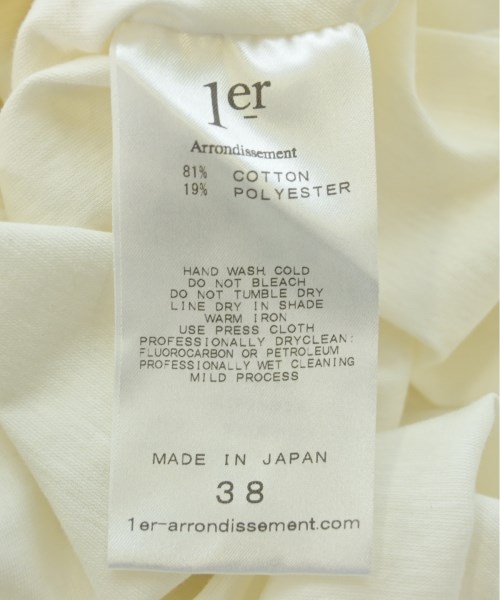 1er
Arrondissement
81% COTTON
19% POLYESTER
HAND WASH COLD
DO NOT BLEACH
DO NOT TUMBLE DRY
LINE DRY IN SHADE
WARM IRON
USE PRESS CLOTH
PROFESSIONALLY DRYCLEAN:
FLUOROCARBON OR PETROLEUM
PROFESSIONALLY WET CLEANING
MILD PROCESS
MADE IN JAPAN
38
1er-arrondissement.com